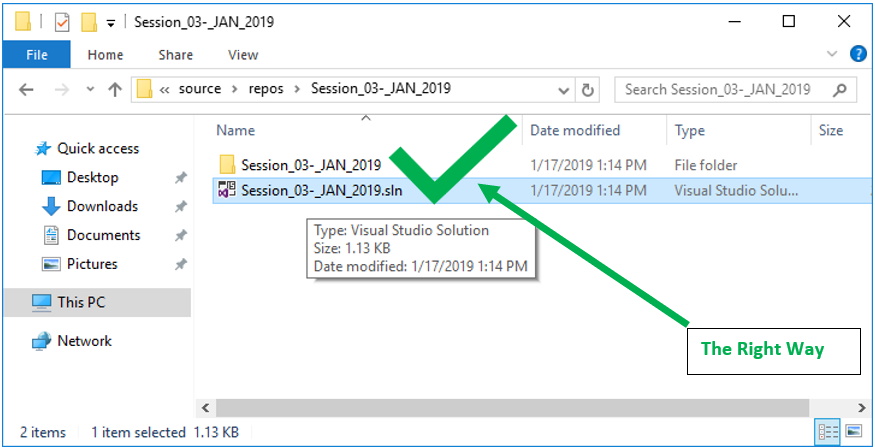 Session_03-_JAN_2019
File Home Share View
« source › repos › Session_03-_JAN_2019 Search Session_03-_JAN_2019
Name Date modified Type Size
Quick access
Desktop
Downloads
Documents
Pictures
This PC
Network
Session_03-_JAN_2019 1/17/2019 1:14 PM File folder
Session_03-_JAN_2019.sln 1/17/2019 1:14 PM Visual Studio Solu...
Type: Visual Studio Solution
Size: 1.13 KB
Date modified: 1/17/2019 1:14 PM
The Right Way
2 items 1 item selected 1.13 KB